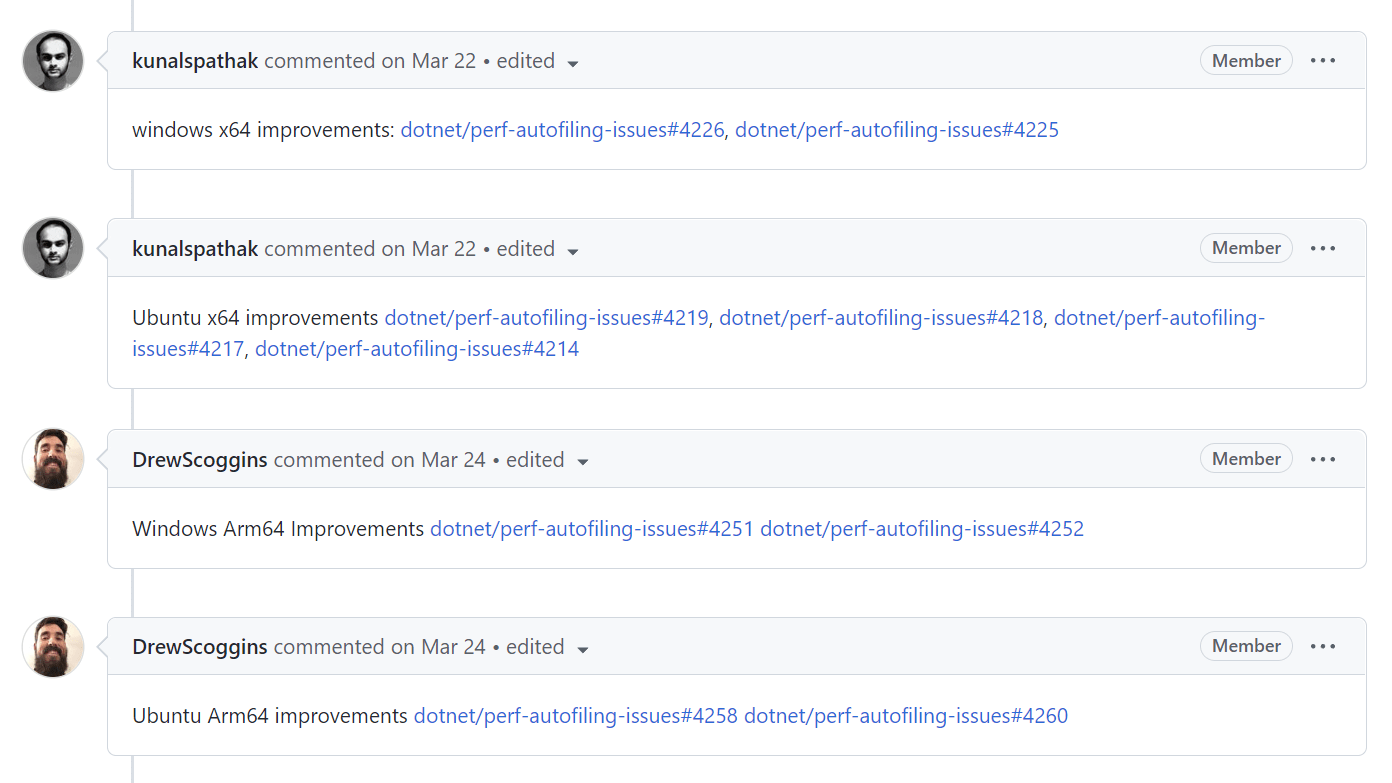 kunalspathak commented on Mar 22 • edited
Member
windows x64 improvements: dotnet/perf-autofiling-issues#4226, dotnet/perf-autofiling-issues#4225
kunalspathak commented on Mar 22 • edited
Member
Ubuntu x64 improvements dotnet/perf-autofiling-issues#4219, dotnet/perf-autofiling-issues#4218, dotnet/perf-autofiling-
issues#4217, dotnet/perf-autofiling-issues#4214
DrewScoggins commented on Mar 24 • edited
Member
Windows Arm64 Improvements dotnet/perf-autofiling-issues#4251 dotnet/perf-autofiling-issues#4252
DrewScoggins commented on Mar 24 • edited
Member
Ubuntu Arm64 improvements dotnet/perf-autofiling-issues#4258 dotnet/perf-autofiling-issues#4260